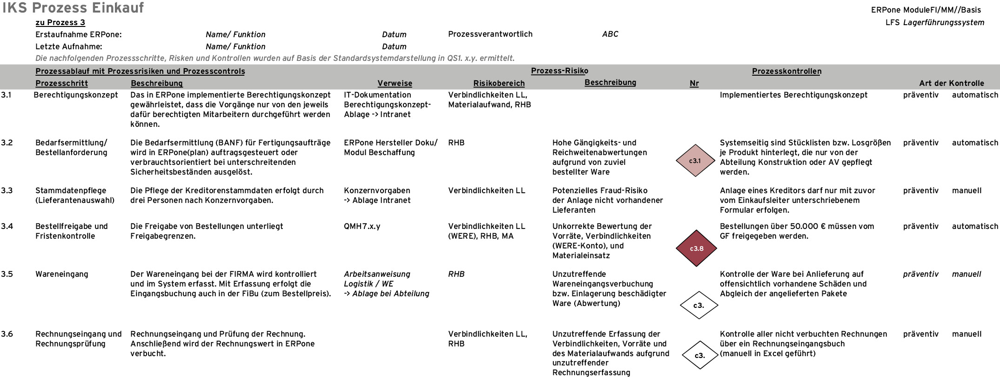 IKS Prozess Einkauf
ERPone ModuleFI/MM//Basis
zu Prozess 3
LFS Lagerführungssystem
Erstaufnahme ERPone: Name/ Funktion Datum Prozessverantwortlich ABC
Letzte Aufnahme: Name/ Funktion Datum
Die nachfolgenden Prozessschritte, Risken und Kontrollen wurden auf Basis der Standardsystemdarstellung in QS1. x.y. ermittelt.
Prozessablauf mit Prozessrisiken und Prozesscontrols Prozess-Risiko Prozesskontrollen
Prozesschritt Beschreibung Verweise Risikobereich Beschreibung Nr Art der Kontrolle
3.1
Berechtigungskonzept
Das in ERPone implementierte Berechtigungskonzept
gewährleistet, dass die Vorgänge nur von den jeweils
dafür berechtigten Mitarbeitern durchgeführt werden
können.
IT-Dokumentation
Berechtigungskonzept-
Ablage -> Intranet
Verbindlichkeiten LL,
Materialaufwand, RHB
Implementiertes Berechtigungskonzept
präventiv automatisch
3.2
Bedarfsermittlung/
Bestellanforderung
Die Bedarfsermittlung (BANF) für Fertigungsaufträge
wird in ERPone(plan) auftragsgesteuert oder
verbrauchtsorientiert bei unterschreitenden
Sicherheitsbeständen ausgelöst.
ERPone Hersteller Doku/
Modul Beschaffung
RHB
Hohe Gängigkeits- und
Reichweitenabwertungen
aufgrund von zuviel
bestellter Ware
c3.1
Systemseitig sind Stücklisten bzw. Losgrößen
je Produkt hinterlegt, die nur von der
Abteilung Konstruktion oder AV gepflegt
werden.
präventiv automatisch
3.3
Stammdatenpflege
(Lieferantenauswahl)
Die Pflege der Kreditorenstammdaten erfolgt durch
drei Personen nach Konzernvorgaben.
Konzernvorgaben
-> Ablage Intranet
Verbindlichkeiten LL
Potenzielles Fraud-Risiko
der Anlage nicht vorhandener
Lieferanten
Anlage eines Kreditors darf nur mit zuvor
vom Einkaufsleiter unterschriebenem
Formular erfolgen.
präventiv manuell
3.4
Bestellfreigabe und
Fristenkontrolle
Die Freigabe von Bestellungen unterliegt
Freigabegrenzen.
QMH7.x.y
Verbindlichkeiten LL
(WERE), RHB, MA
Unkorrekte Bewertung der
Vorräte, Verbindlichkeiten
(WERE-Konto), und
Materialeinsatz
c3.8
Bestellungen über 50.000 € müssen vom
GF freigegeben werden.
präventiv automatisch
3.5
Wareneingang
Der Wareneingang bei der FIRMA wird kontrolliert
und im System erfasst. Mit Erfassung erfolgt die
Eingangsbuchung auch in der FiBu (zum Bestellpreis).
Arbeitsanweisung
Logistik / WE
-> Ablage bei Abteilung
RHB
Unzutreffende
Wareneingangsverbuchung
bzw. Einlagerung beschädigter
Ware (Abwertung)
c3.
Kontrolle der Ware bei Anlieferung auf
offensichtlich vorhandene Schäden und
Abgleich der angelieferten Pakete
präventiv manuell
3.6
Rechnungseingang und
Rechnungsprüfung
Rechnungseingang und Prüfung der Rechnung.
Anschließend wird der Rechnungswert in ERPone
verbucht.
Verbindlichkeiten LL,
RHB
Unzutreffende Erfassung der
Verbindlichkeiten, Vorräte und
des Materialaufwands aufgrund
unzutreffender
Rechnungserfassung
c3.
Kontrolle aller nicht verbuchten Rechnungen
über ein Rechnungseingangsbuch
(manuell in Excel geführt)
präventiv manuell